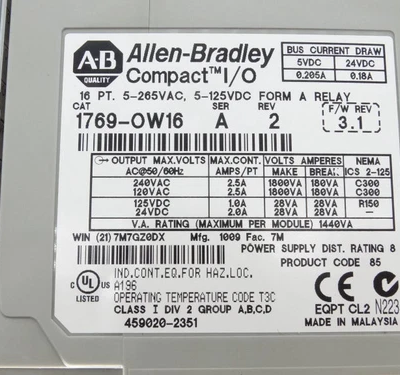 A-B Allen-Bradley
QUALITY Compact™ I/O
BUS CURRENT DRAW
5VDC 24VDC
0.205A 0.18A
16 PT. 5-265VAC, 5-125VDC FORM A RELAY
CAT SER REV F/W REV
1769-OW16 A 2 3.1
OUTPUT MAX.VOLTS MAX.CONT. VOLTS AMPERES NEMA
AC@50/60Hz AMPS/PT MAKE BREAK ICS 2-125
240VAC 2.5A 1800VA 180VA C300
120VAC 2.5A 1800VA 180VA C300
125VDC 1.0A 28VA 28VA R150
24VDC 2.0A 28VA 28VA -
V.A. RATING (MAXIMUM PER MODULE) 1440VA
WIN (21) 7M7GZ0DX Mfg. 1009 Fac. 7M
POWER SUPPLY DIST. RATING 8
PRODUCT CODE 85
IND.CONT.EQ.FOR HAZ.LOC.
c UL US LISTED A196
OPERATING TEMPERATURE CODE T3C
CLASS I DIV 2 GROUP A,B,C,D
459020-2351
CE
EQPT CL2 N223
MADE IN MALAYSIA